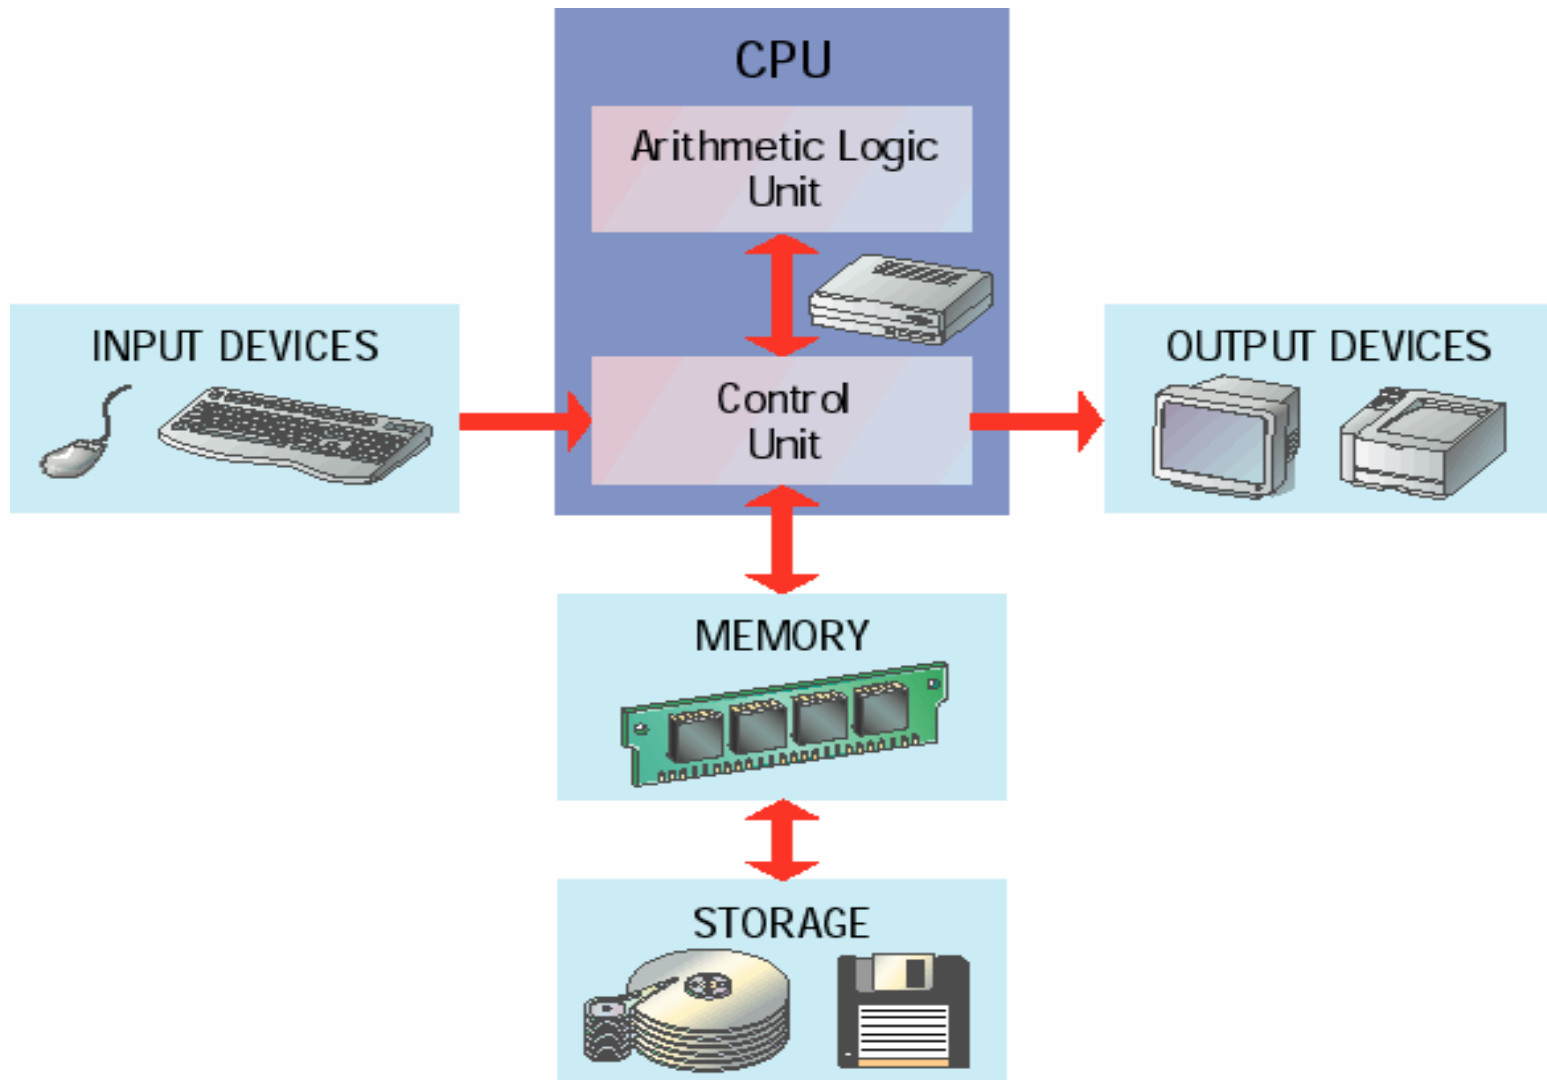 CPU
Arithmetic Logic
Unit
INPUT DEVICES
Control
Unit
OUTPUT DEVICES
MEMORY
STORAGE